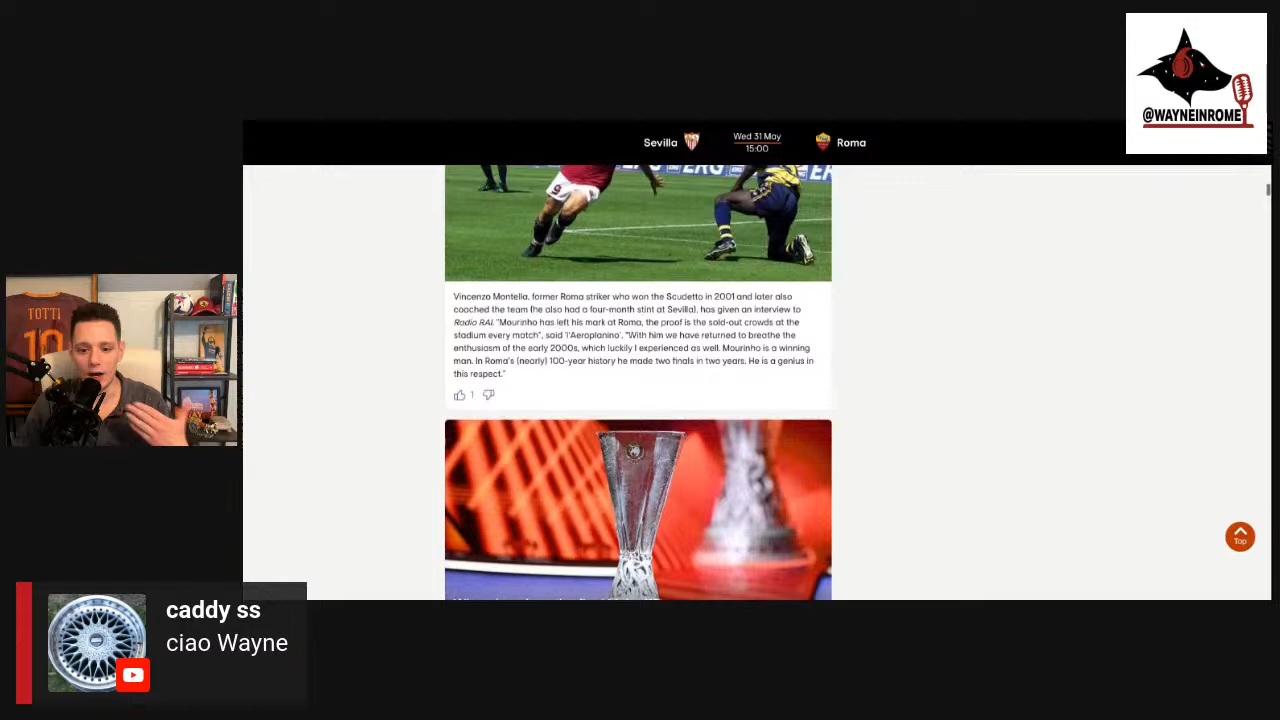 @WAYNEINROME
Sevilla
Wed 31 May
15:00
Roma
ERG
ERG
9
Vincenzo Montella, former Roma striker who won the Scudetto in 2001 and later also
coached the team (he also had a four-month stint at Sevilla), has given an interview to
Radio RAI. "Mourinho has left his mark at Roma, the proof is the sold-out crowds at the
stadium every match", said 'l'Aeroplanino'. "With him we have returned to breathe the
enthusiasm of the early 2000s, which luckily I experienced as well. Mourinho is a winning
man. In Roma's (nearly) 100-year history he made two finals in two years. He is a genius in
this respect."
1
TOTTI
10
Top
caddy ss
ciao Wayne